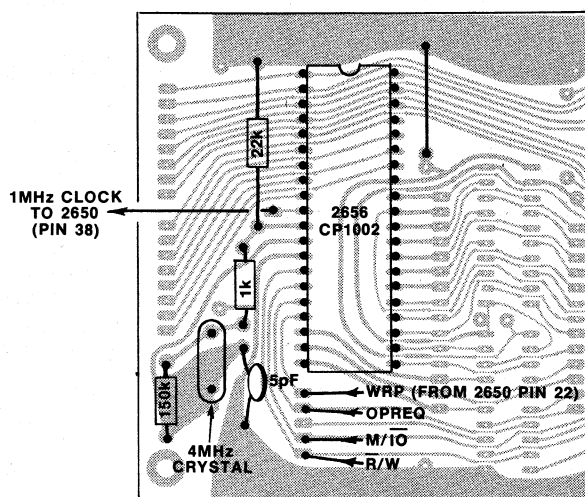 22k
1MHz CLOCK
TO 2650
(PIN 38)
2656
CP1002
1k
150k
5pF
4MHz
CRYSTAL
WRP (FROM 2650 PIN 22)
OPREQ
M/I̅O̅
R̅/W